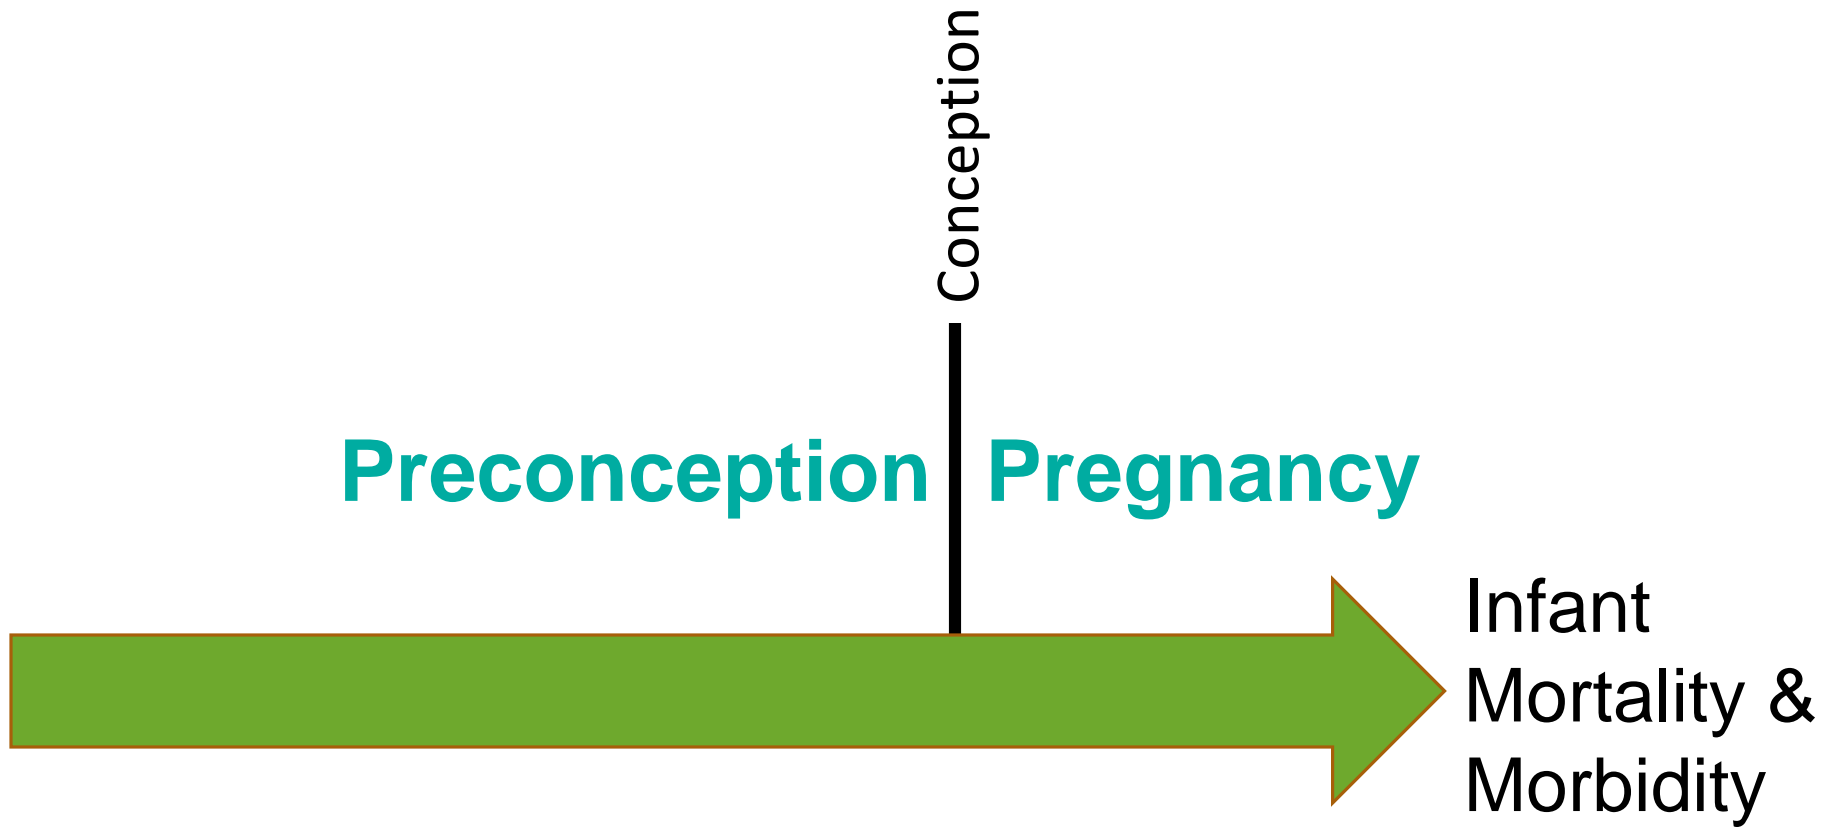 Conception
Preconception
Pregnancy
Infant
Mortality &
Morbidity